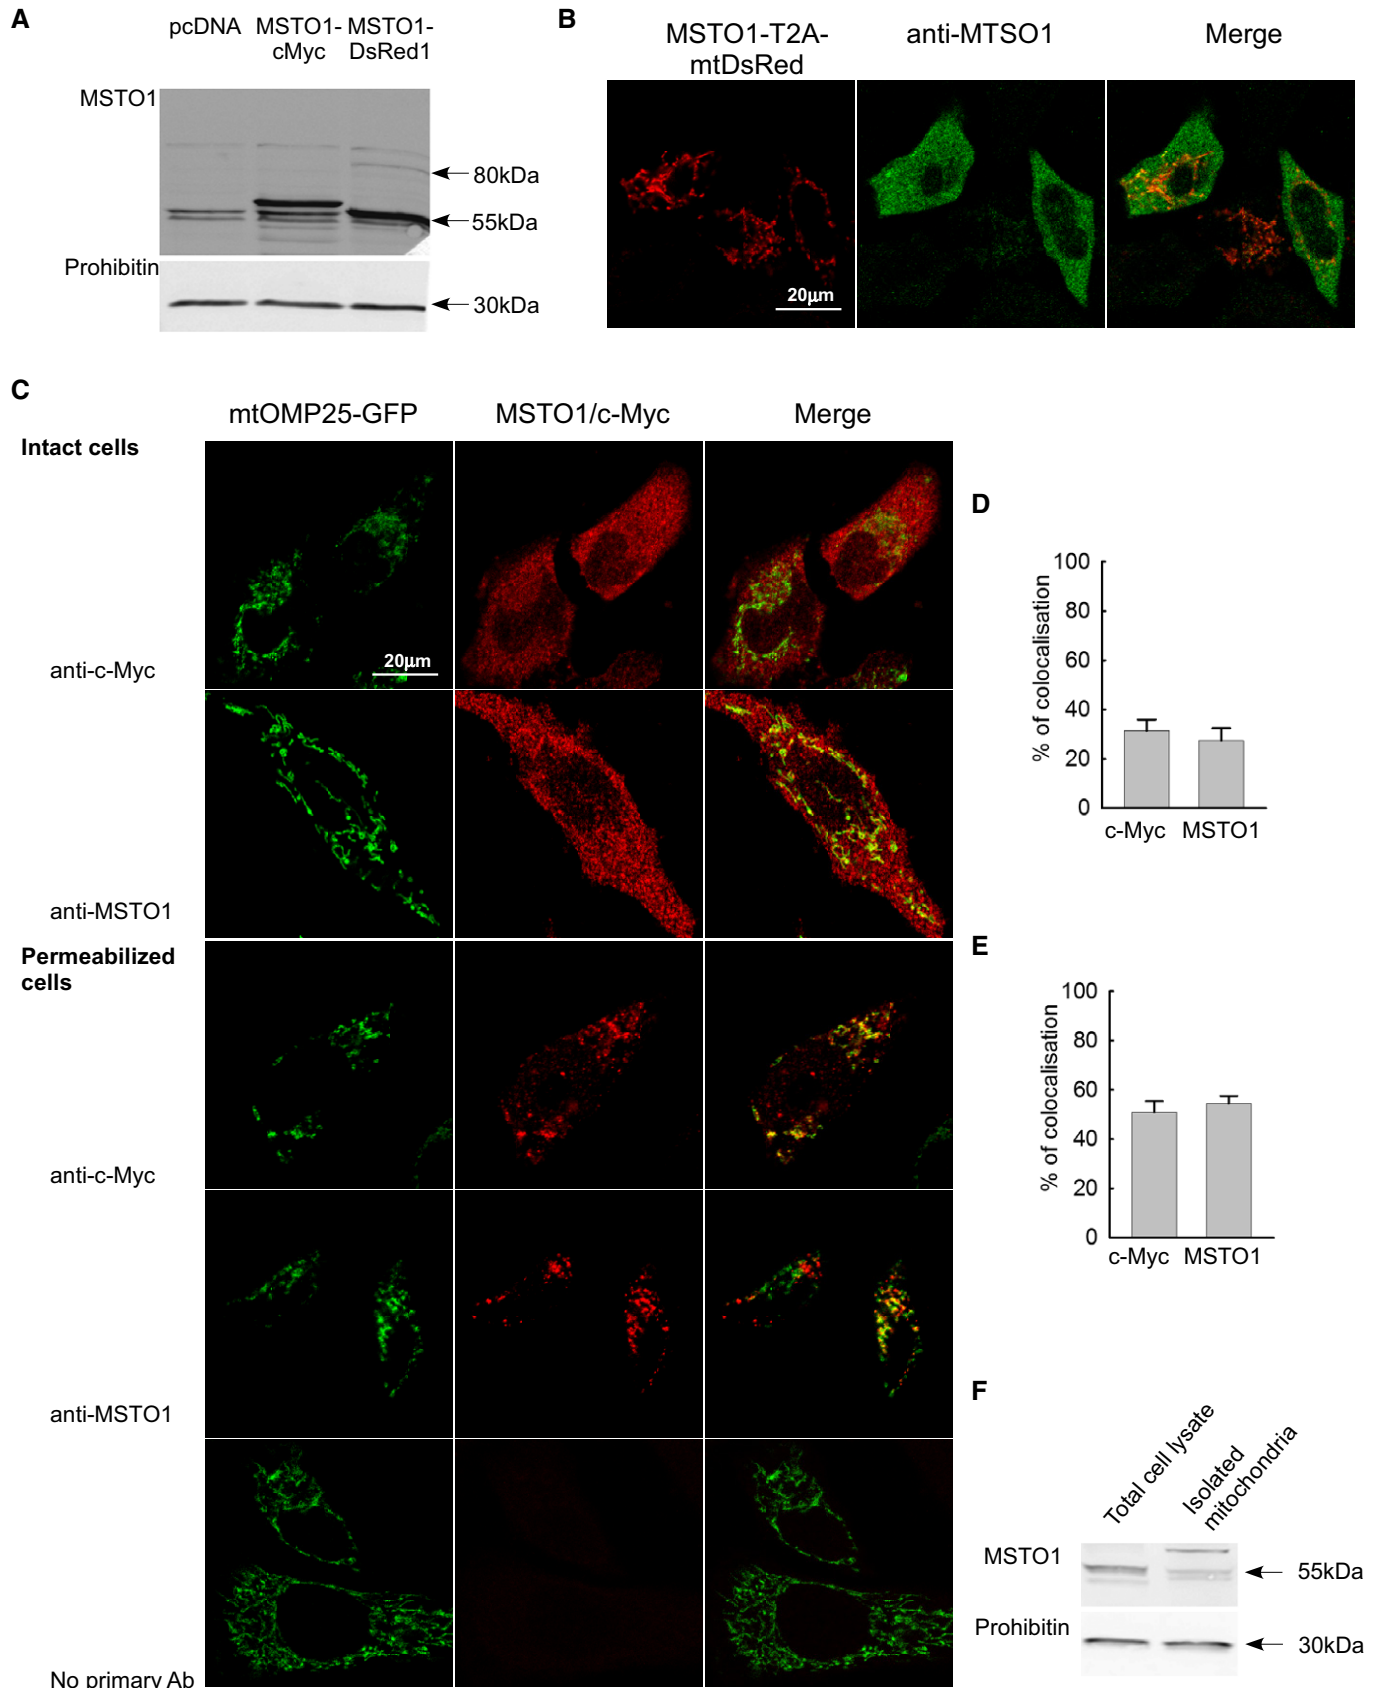 A
pcDNA MSTO1- MSTO1-
cMyc DsRed1
MSTO1
80kDa
55kDa
Prohibitin
30kDa
B
MSTO1-T2A- anti-MTSO1 Merge
mtDsRed
20µm
C
mtOMP25-GFP MSTO1/c-Myc Merge
Intact cells
20µm
anti-c-Myc
anti-MSTO1
Permeabilized
cells
anti-c-Myc
anti-MSTO1
No primary Ab
D
% of colocalisation
100
80
60
40
20
0
c-Myc MSTO1
E
% of colocalisation
100
80
60
40
20
0
c-Myc MSTO1
F
Total cell lysate
Isolated
mitochondria
MSTO1
55kDa
Prohibitin
30kDa